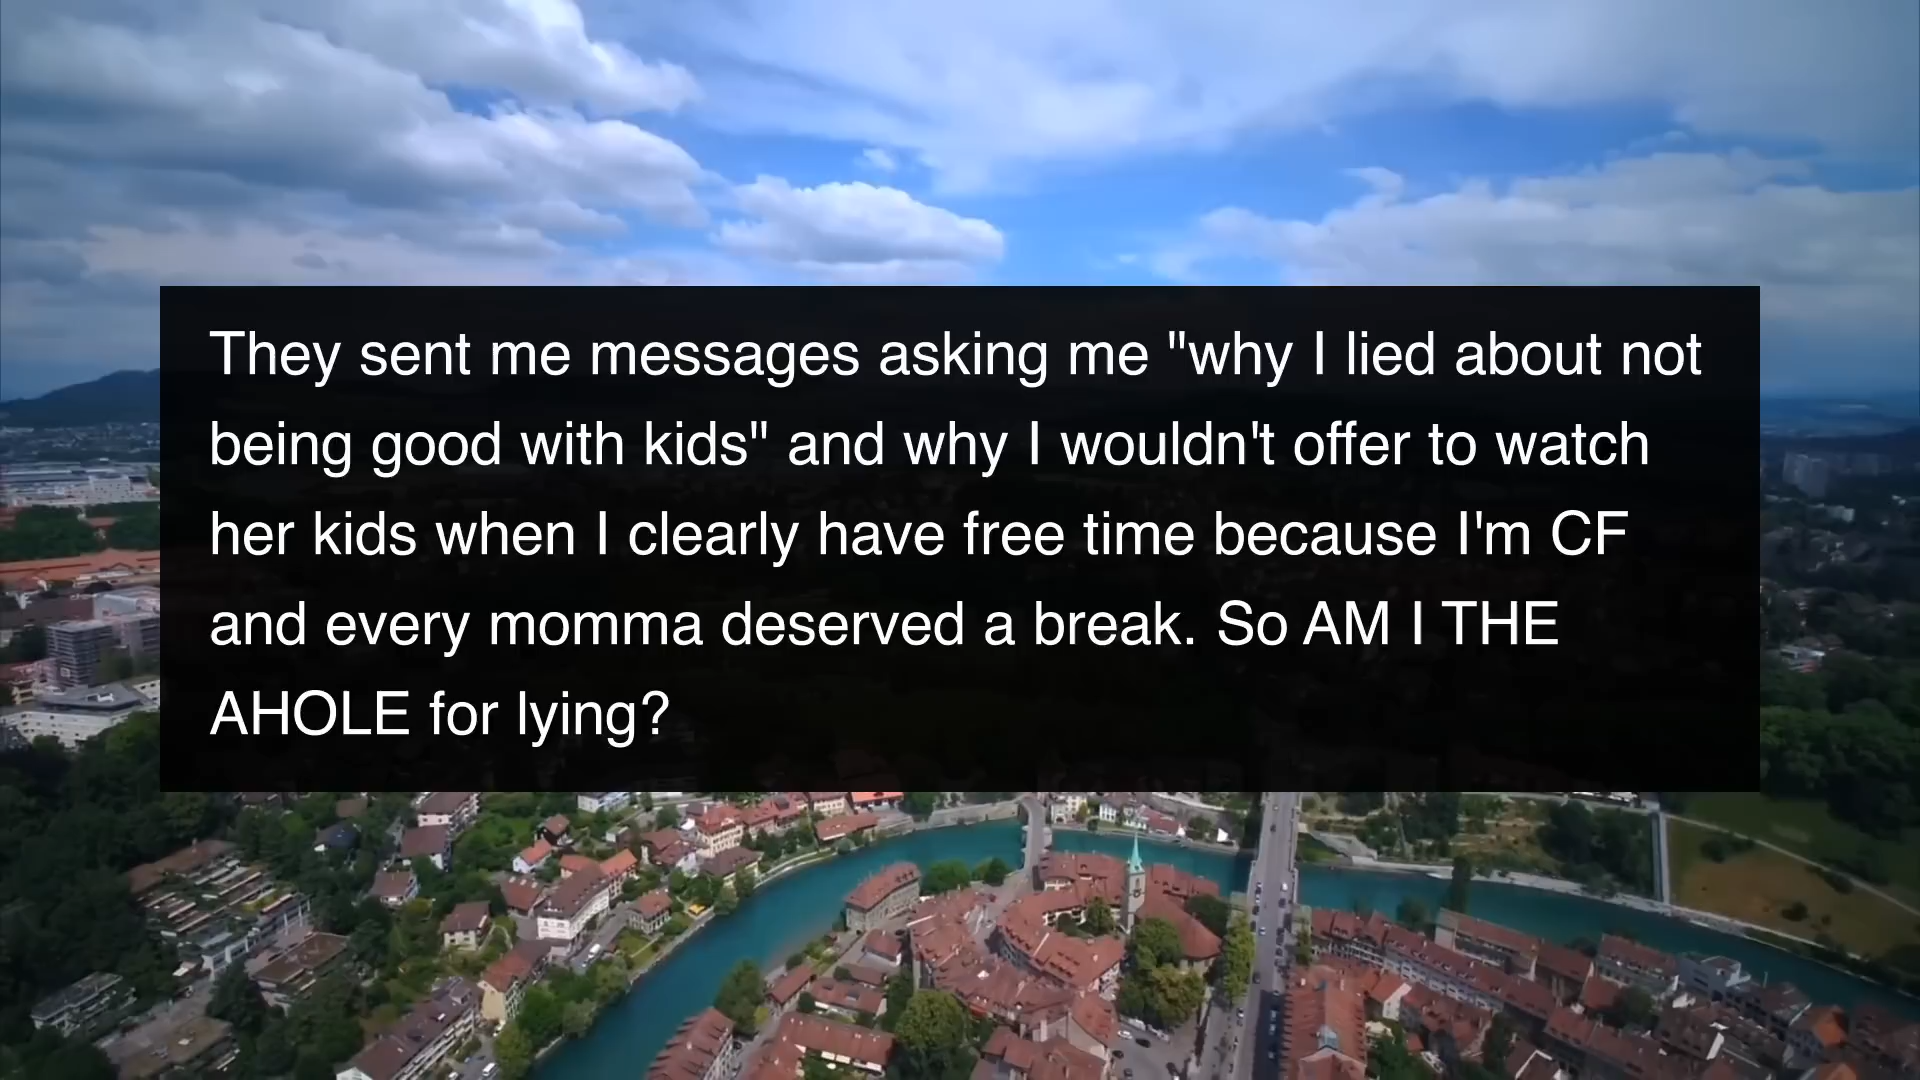 They sent me messages asking me "why I lied about not
being good with kids" and why I wouldn't offer to watch
her kids when I clearly have free time because I'm CF
and every momma deserved a break. So AM I THE
AHOLE for lying?